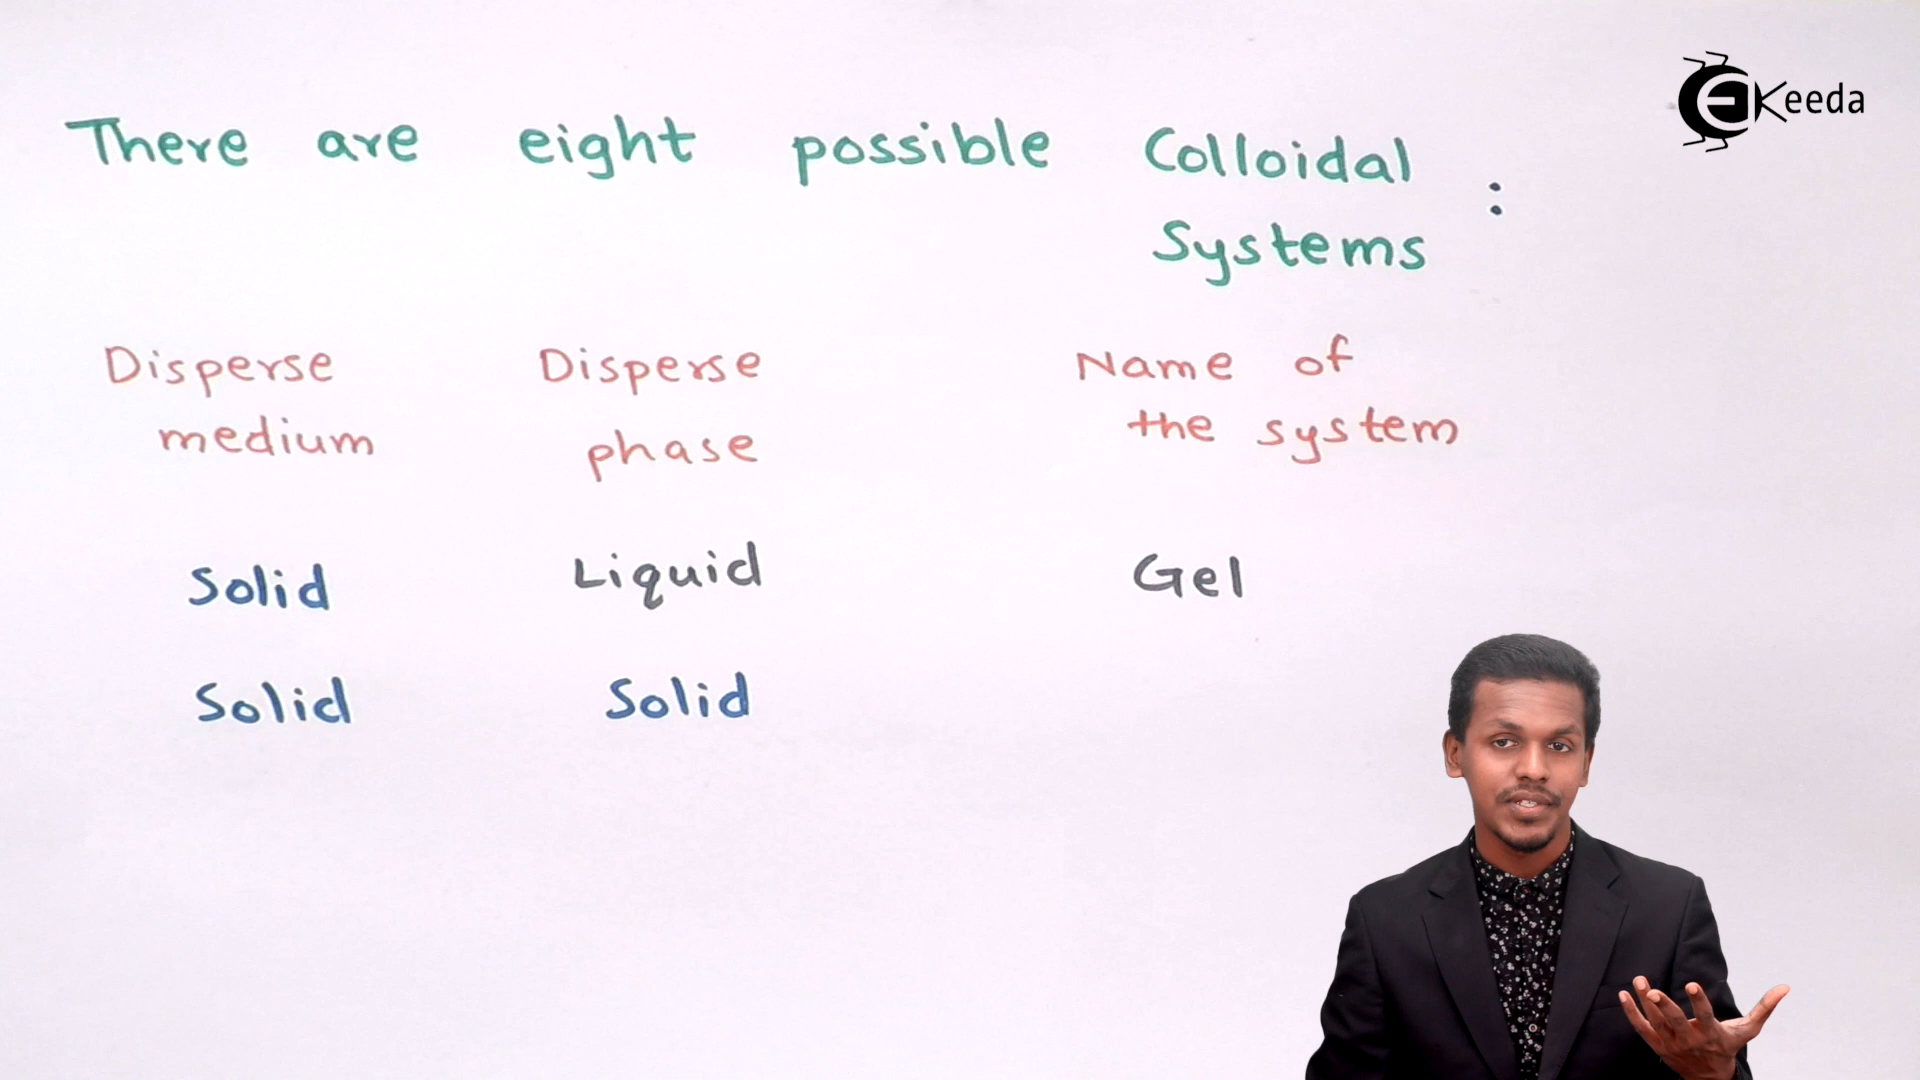 EKeeda
There are eight possible Colloidal
Systems :
Disperse medium
Disperse phase
Name of the system
Solid Liquid Gel
Solid Solid